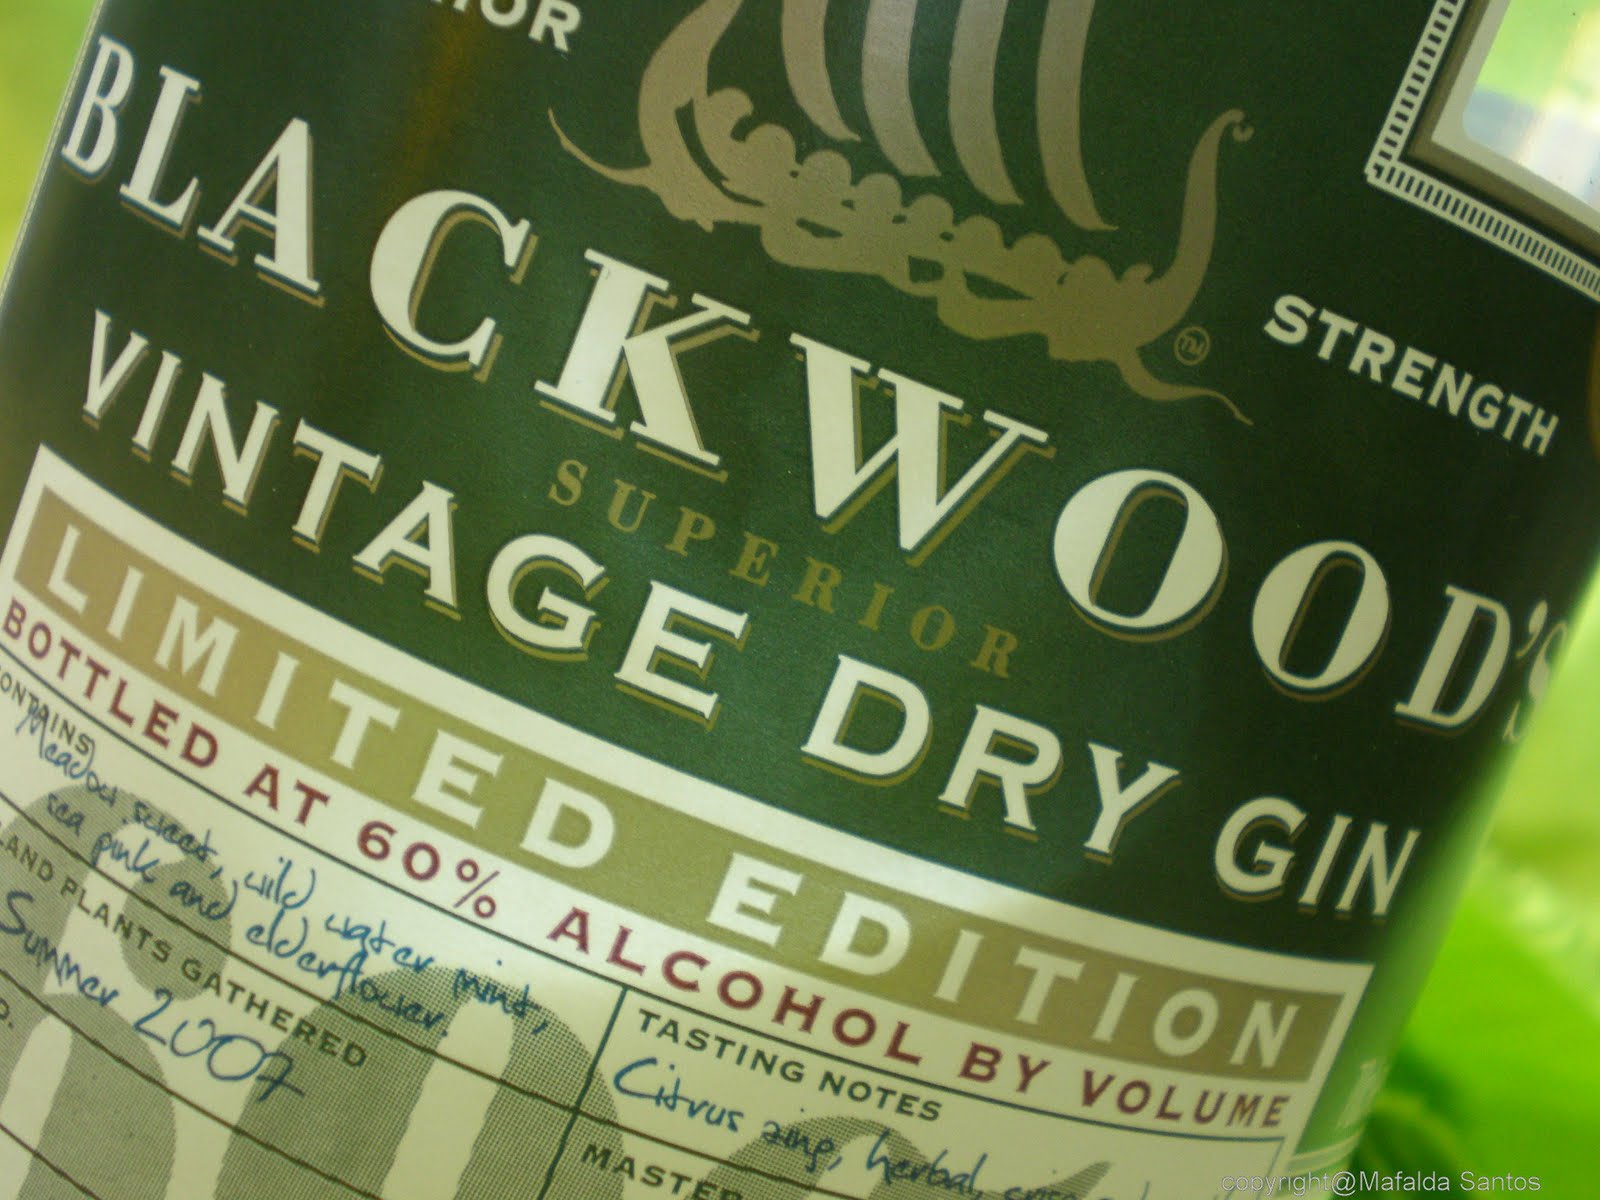 STRENGTH
BLACKWOOD'S
SUPERIOR
VINTAGE DRY GIN
LIMITED EDITION
BOTTLED AT 60% ALCOHOL BY VOLUME
Meadow sweet, wild water mint,
sea pink and elderflower.
PLANTS GATHERED
Summer 2007
TASTING NOTES
Citrus zing, herbal,
TM
copyright@Mafalda Santos